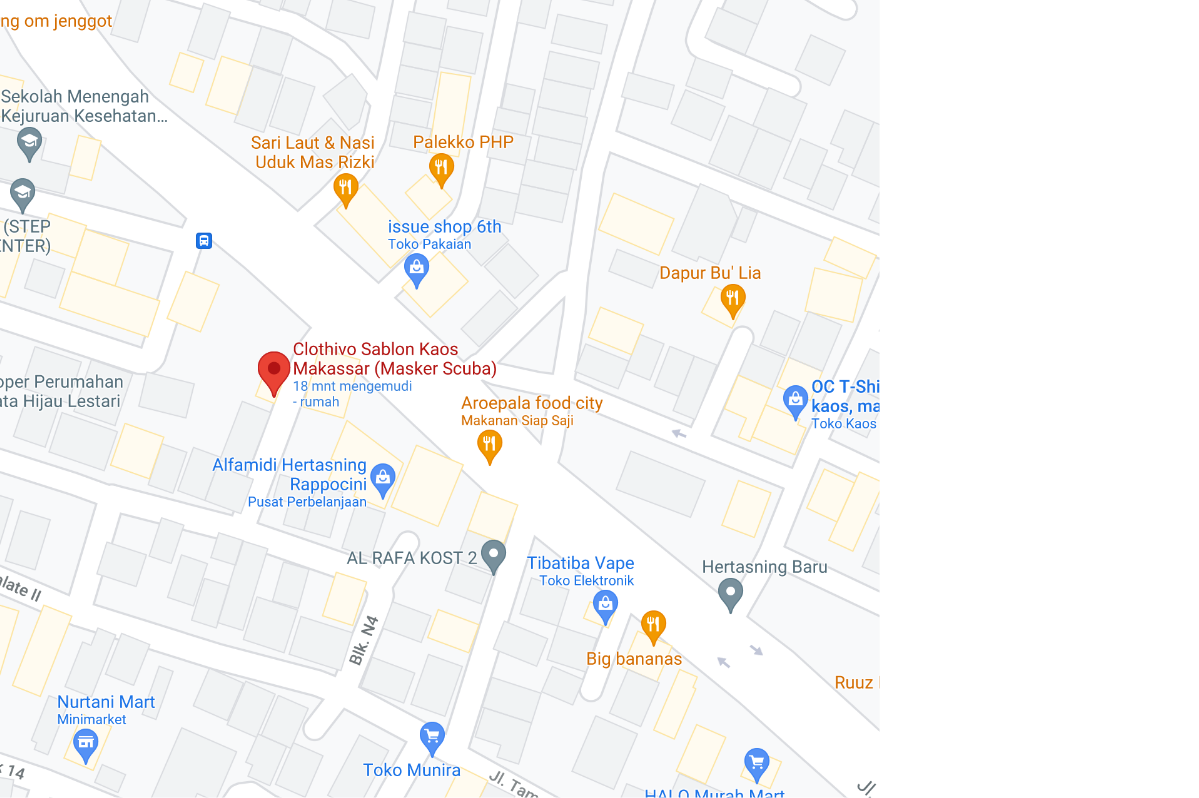 ng om jenggot
Sekolah Menengah
Kejuruan Kesehatan...
Sari Laut & Nasi
Uduk Mas Rizki
Palekko PHP
(STEP
issue shop 6th
Toko Pakaian
Dapur Bu' Lia
Clothivo Sablon Kaos
Makassar (Masker Scuba)
18 mnt mengemudi
- rumah
oper Perumahan
ata Hijau Lestari
OC T-Shi
kaos, ma
Toko Kaos
Aroepala food city
Makanan Siap Saji
Alfamidi Hertasning
Rappocini
Pusat Perbelanjaan
AL RAFA KOST 2
Tibatiba Vape
Toko Elektronik
Hertasning Baru
alate II
Blk. N4
Big bananas
Ruuz
Nurtani Mart
Minimarket
Toko Munira
14
Jl. Tam
HALO Murah Mart
Jl.